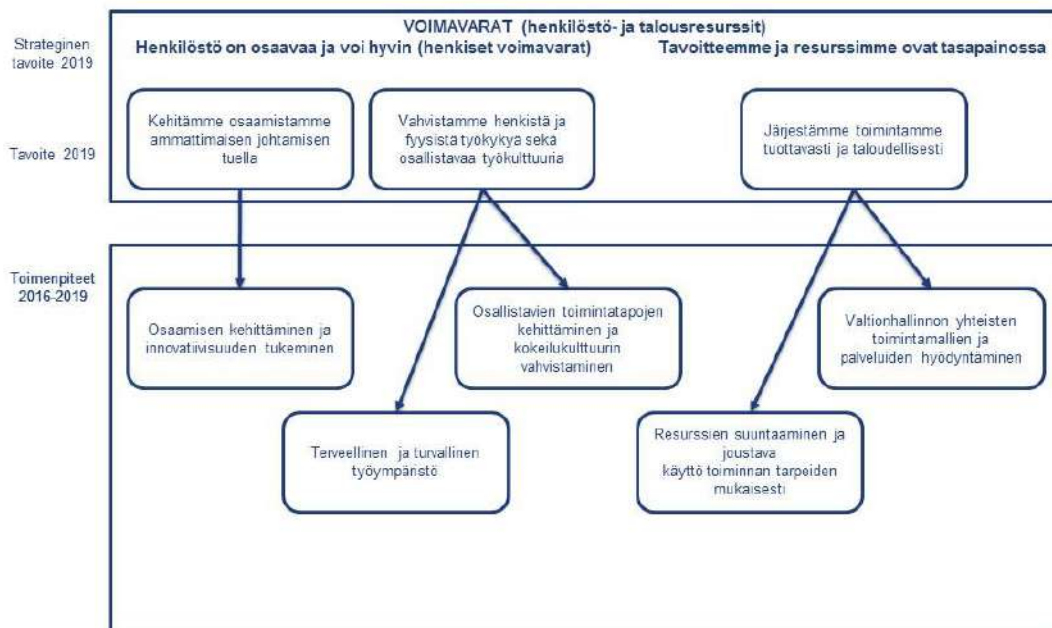 VOIMAVARAT (henkilöstö- ja talousresurssit)
Strateginen
tavoite 2019
Henkilöstö on osaavaa ja voi hyvin (henkiset voimavarat)
Tavoitteemme ja resurssimme ovat tasapainossa
Tavoite 2019
Kehitämme osaamistamme
ammattimaisen johtamisen
tuella
Vahvistamme henkistä ja
fyysistä työkykyä sekä
osallistavaa työkulttuuria
Järjestämme toimintamme
tuottavasti ja taloudellisesti
Toimenpiteet
2016-2019
Osaamisen kehittäminen ja
innovatiivisuuden tukeminen
Osallistavien toimintatapojen
kehittäminen ja
kokeilukulttuurin
vahvistaminen
Valtionhallinnon yhteisten
toimintamallien ja
palveluiden hyödyntäminen
Terveellinen ja turvallinen
työympäristö
Resurssien suuntaaminen ja
joustava
käyttö toiminnan tarpeiden
mukaisesti